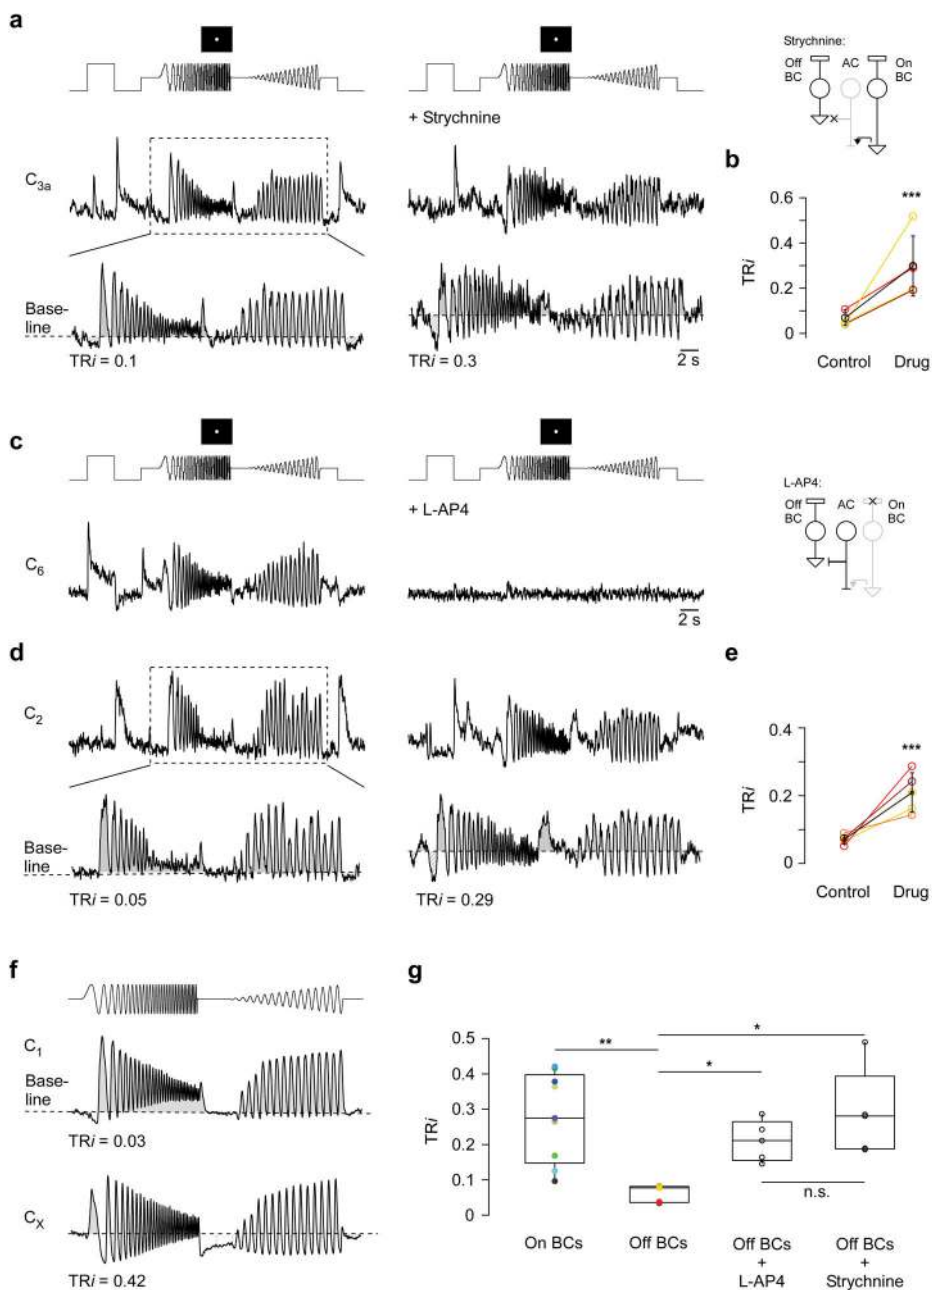 a
Strychnine:
Off AC On
BC BC
+ Strychnine
b
C3a
***
0.6
0.4
0.2
0
TRi
Control Drug
Base-
line
TRi = 0.1
TRi = 0.3
2 s
c
L-AP4:
Off AC On
BC BC
+ L-AP4
C6
2 s
d
e
C2
0.4
***
0.2
0
TRi
Control Drug
Base-
line
TRi = 0.05
TRi = 0.29
f
C1
Base-
line
TRi = 0.03
CX
TRi = 0.42
g
0.5
0.4
0.3
0.2
0.1
0
TRi
**
*
*
n.s.
On BCs
Off BCs
Off BCs
+
L-AP4
Off BCs
+
Strychnine